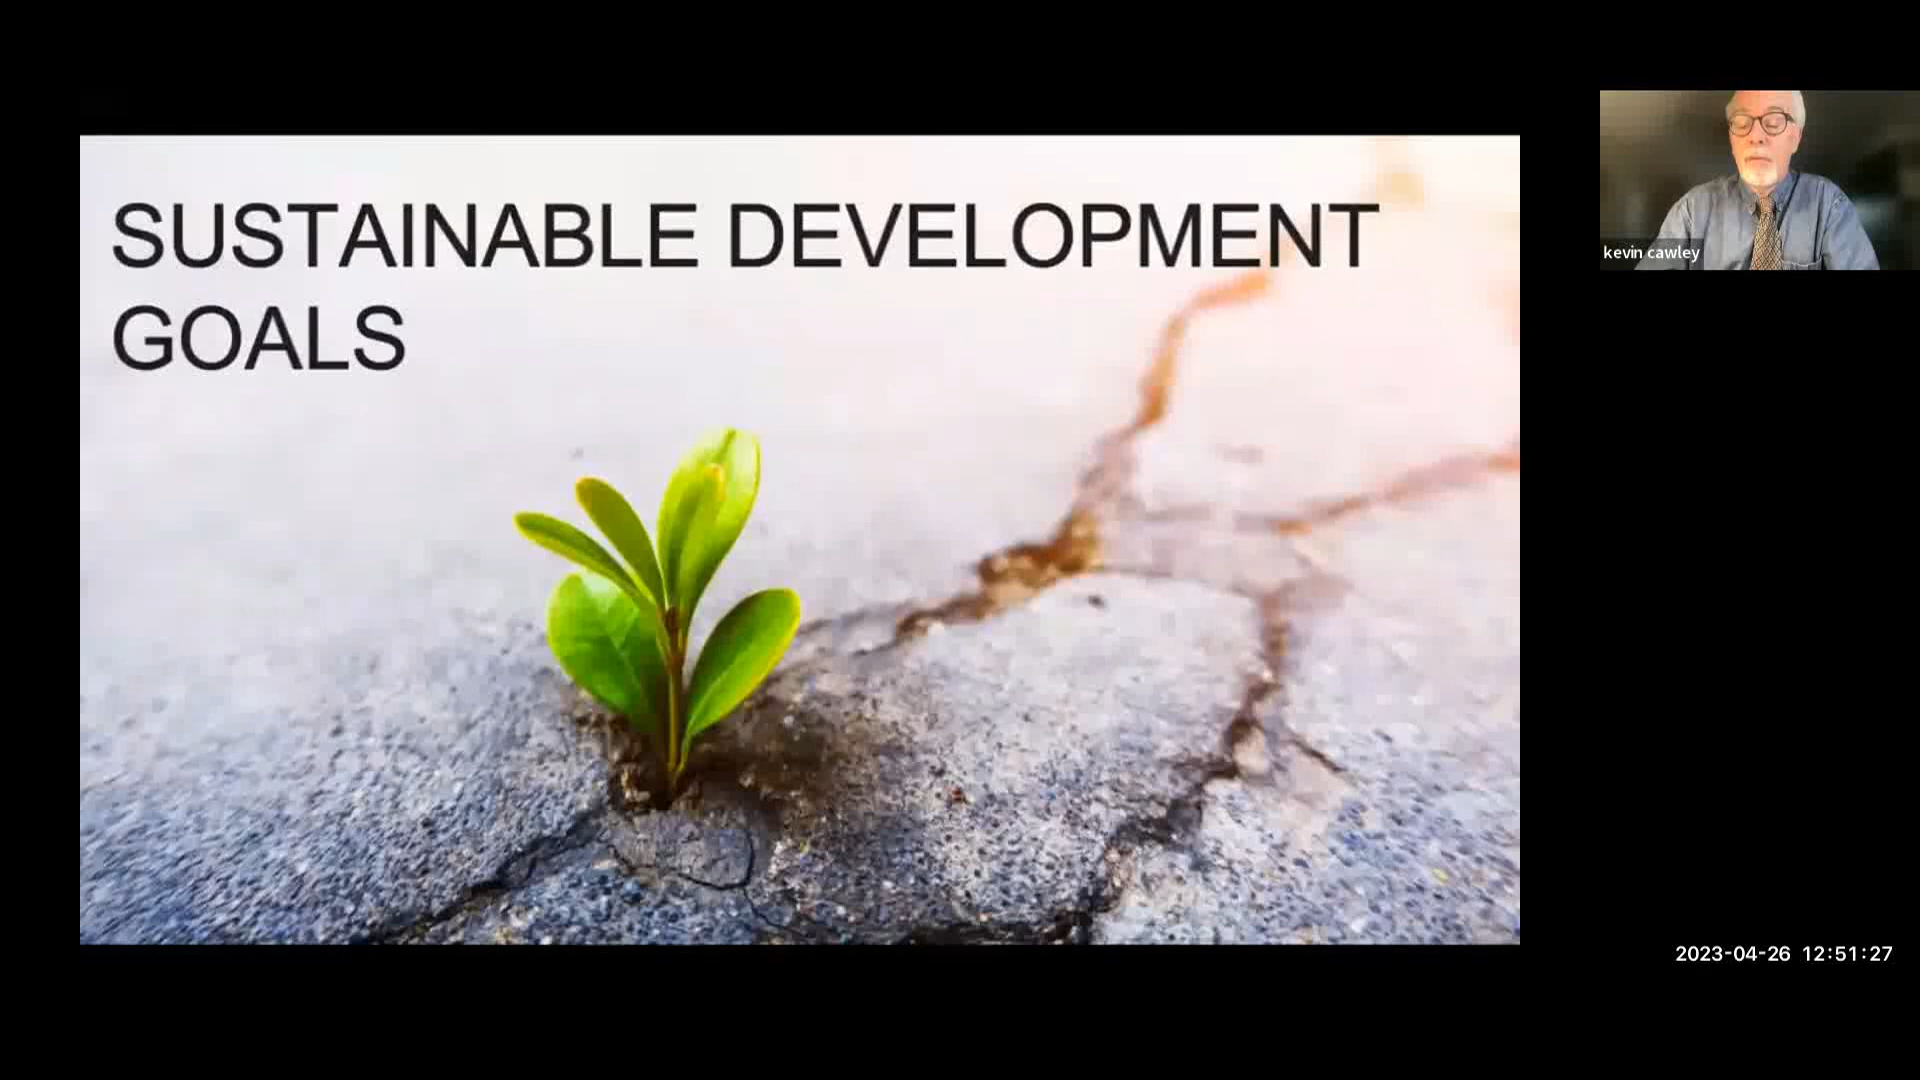 SUSTAINABLE DEVELOPMENT
GOALS
kevin cawley
2023-04-26 12:51:27